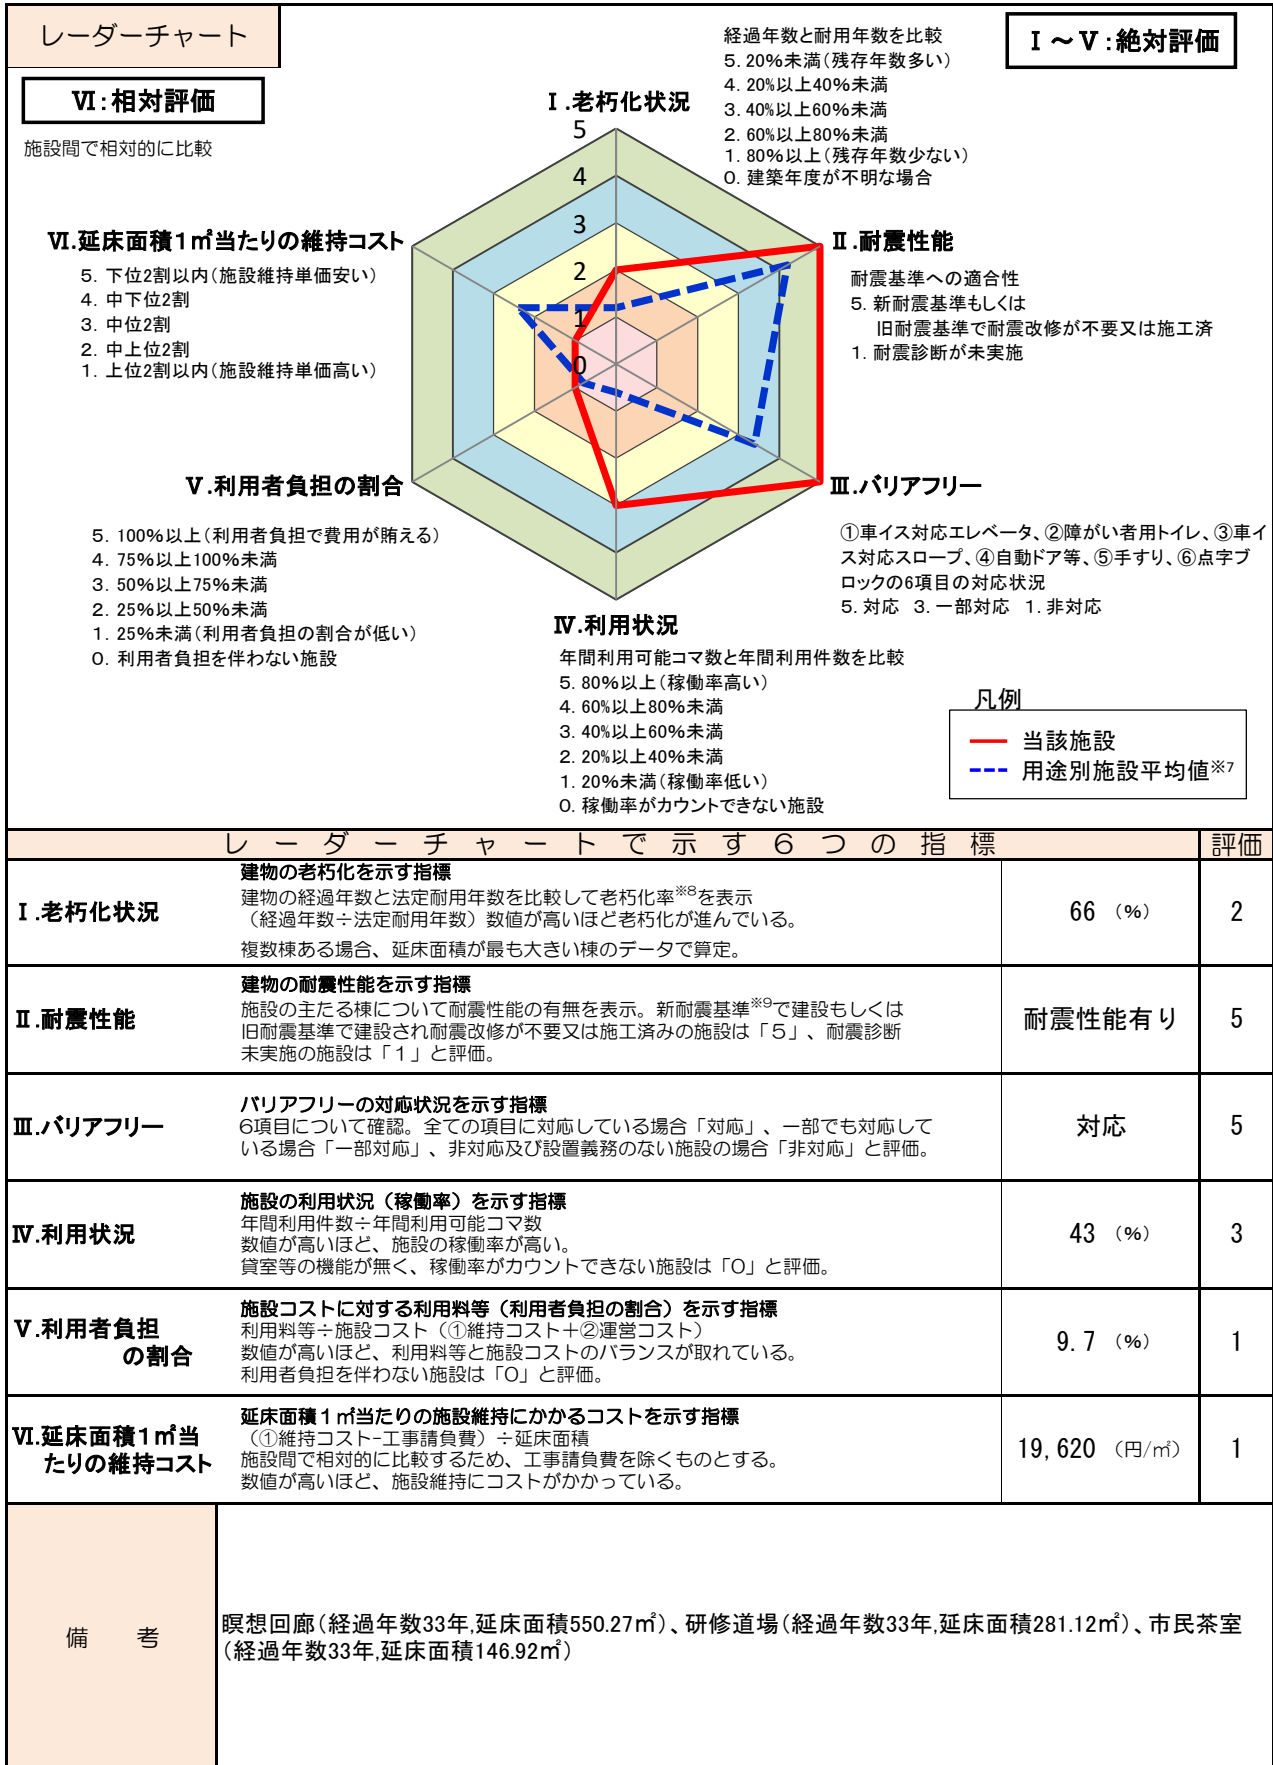 レーダーチャート
Ⅰ～Ⅴ:絶対評価
Ⅵ:相対評価
施設間で相対的に比較
Ⅰ.老朽化状況
経過年数と耐用年数を比較
5. 20%未満(残存年数多い)
4. 20%以上40%未満
3. 40%以上60%未満
2. 60%以上80%未満
1. 80%以上(残存年数少ない)
0. 建築年度が不明な場合
5
4
3
2
1
0
Ⅱ.耐震性能
耐震基準への適合性
5. 新耐震基準もしくは
旧耐震基準で耐震改修が不要又は施工済
1. 耐震診断が未実施
Ⅲ.バリアフリー
①車イス対応エレベータ、②障がい者用トイレ、③車イ
ス対応スロープ、④自動ドア等、⑤手すり、⑥点字ブ
ロックの6項目の対応状況
5. 対応 3. 一部対応 1. 非対応
Ⅳ.利用状況
年間利用可能コマ数と年間利用件数を比較
5. 80%以上(稼働率高い)
4. 60%以上80%未満
3. 40%以上60%未満
2. 20%以上40%未満
1. 20%未満(稼働率低い)
0. 稼働率がカウントできない施設
Ⅴ.利用者負担の割合
5. 100%以上(利用者負担で費用が賄える)
4. 75%以上100%未満
3. 50%以上75%未満
2. 25%以上50%未満
1. 25%未満(利用者負担の割合が低い)
0. 利用者負担を伴わない施設
Ⅵ.延床面積1㎡当たりの維持コスト
5. 下位2割以内(施設維持単価安い)
4. 中下位2割
3. 中位2割
2. 中上位2割
1. 上位2割以内(施設維持単価高い)
凡例
当該施設
用途別施設平均値※7
レーダーチャートで示す6つの指標 評価
Ⅰ.老朽化状況
建物の老朽化を示す指標
建物の経過年数と法定耐用年数を比較して老朽化率※8を表示
（経過年数÷法定耐用年数）数値が高いほど老朽化が進んでいる。
複数棟ある場合、延床面積が最も大きい棟のデータで算定。
66 (%) 2
Ⅱ.耐震性能
建物の耐震性能を示す指標
施設の主たる棟について耐震性能の有無を表示。新耐震基準※9で建設もしくは
旧耐震基準で建設され耐震改修が不要又は施工済みの施設は「5」、耐震診断
未実施の施設は「1」と評価。
耐震性能有り 5
Ⅲ.バリアフリー
バリアフリーの対応状況を示す指標
6項目について確認。全ての項目に対応している場合「対応」、一部でも対応して
いる場合「一部対応」、非対応及び設置義務のない施設の場合「非対応」と評価。
対応 5
Ⅳ.利用状況
施設の利用状況（稼働率）を示す指標
年間利用件数÷年間利用可能コマ数
数値が高いほど、施設の稼働率が高い。
貸室等の機能が無く、稼働率がカウントできない施設は「0」と評価。
43 (%) 3
Ⅴ.利用者負担
の割合
施設コストに対する利用料等（利用者負担の割合）を示す指標
利用料等÷施設コスト（①維持コスト+②運営コスト）
数値が高いほど、利用料等と施設コストのバランスが取れている。
利用者負担を伴わない施設は「0」と評価。
9.7 (%) 1
Ⅵ.延床面積1㎡当
たりの維持コスト
延床面積1㎡当たりの施設維持にかかるコストを示す指標
（①維持コスト-工事請負費）÷延床面積
施設間で相対的に比較するため、工事請負費を除くものとする。
数値が高いほど、施設維持にコストがかかっている。
19,620 (円/㎡) 1
備 考
瞑想回廊(経過年数33年,延床面積550.27㎡)、研修道場(経過年数33年,延床面積281.12㎡)、市民茶室
(経過年数33年,延床面積146.92㎡)